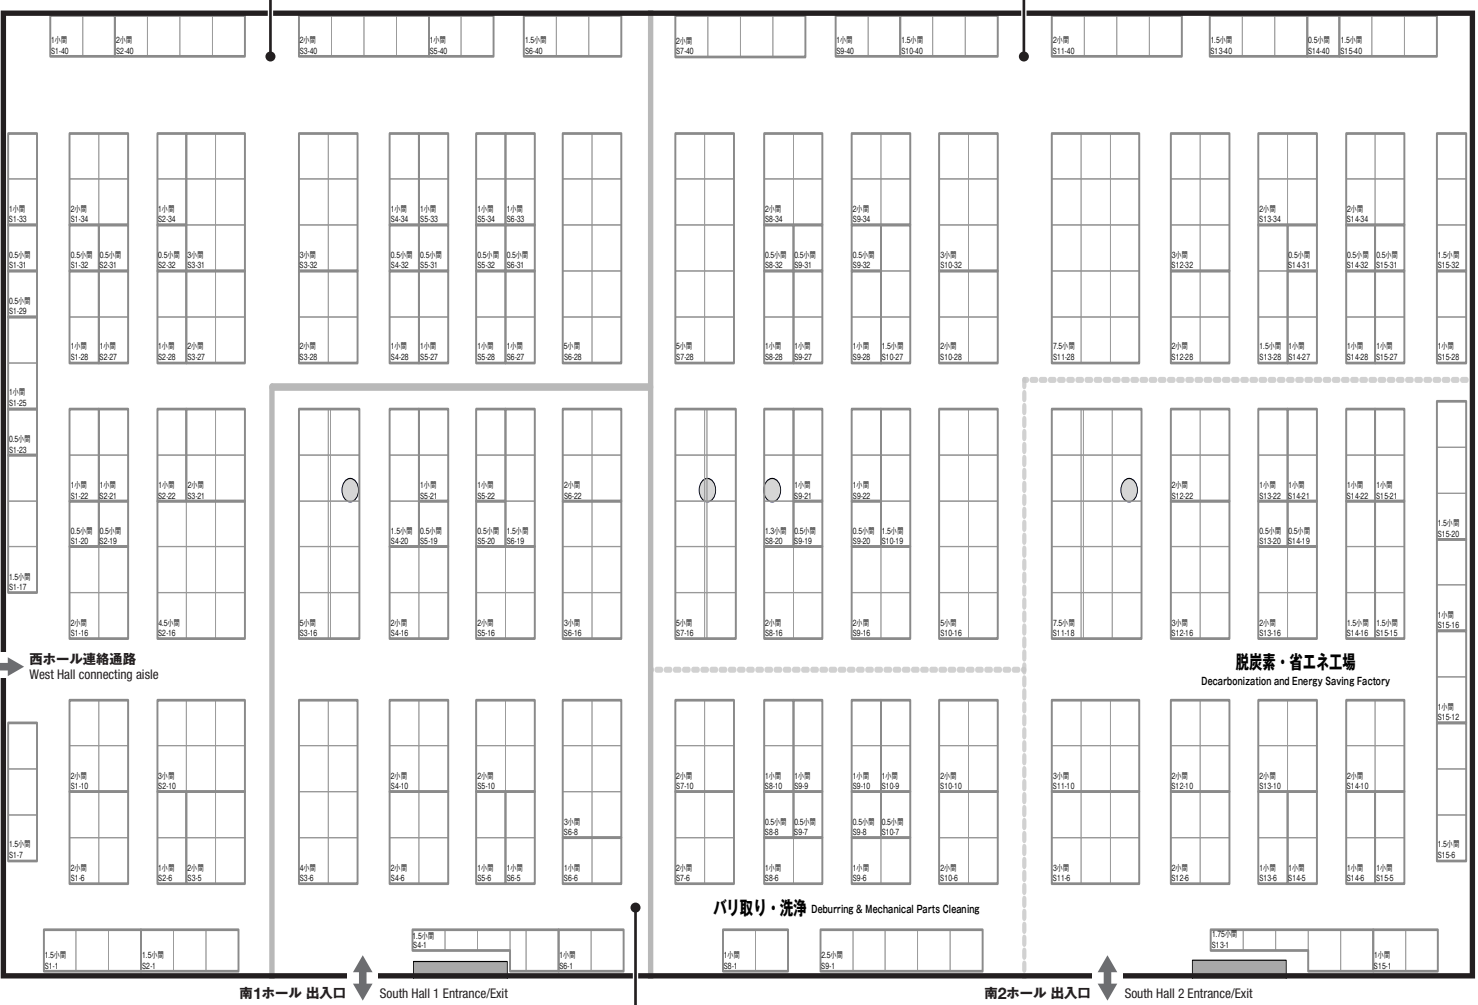 1小間
S1-40
2小間
S2-40
2小間
S3-40
1小間
S5-40
1.5小間
S6-40
2小間
S7-40
1小間
S9-40
1.5小間
S10-40
2小間
S11-40
1.5小間
S13-40
0.5小間
S14-40
1.5小間
S15-40
1小間
S1-33
2小間
S1-34
1小間
S2-34
1小間
S4-34
1小間
S5-33
1小間
S5-34
1小間
S6-33
2小間
S8-34
2小間
S9-34
2小間
S13-34
2小間
S14-34
0.5小間
S1-31
0.5小間
S1-32
0.5小間
S2-31
0.5小間
S2-32
3小間
S3-31
3小間
S3-32
0.5小間
S4-32
0.5小間
S5-31
0.5小間
S5-32
0.5小間
S6-31
0.5小間
S8-32
0.5小間
S9-31
0.5小間
S9-32
3小間
S10-32
3小間
S12-32
0.5小間
S14-31
0.5小間
S14-32
0.5小間
S15-31
1.5小間
S15-32
0.5小間
S1-29
1小間
S1-28
1小間
S2-27
1小間
S2-28
2小間
S3-27
2小間
S3-28
1小間
S4-28
1小間
S5-27
1小間
S5-28
1小間
S6-27
5小間
S6-28
5小間
S7-28
1小間
S8-28
1小間
S9-27
1小間
S9-28
1.5小間
S10-27
2小間
S10-28
7.5小間
S11-28
2小間
S12-28
1.5小間
S13-28
1小間
S14-27
1小間
S14-28
1小間
S15-27
1小間
S15-28
1小間
S1-25
0.5小間
S1-23
1小間
S1-22
1小間
S2-21
1小間
S2-22
2小間
S3-21
1小間
S5-21
1小間
S5-22
2小間
S6-22
1小間
S9-21
1小間
S9-22
2小間
S12-22
1小間
S13-22
1小間
S14-21
1小間
S14-22
1小間
S15-21
0.5小間
S1-20
0.5小間
S2-19
1.5小間
S4-20
0.5小間
S5-19
0.5小間
S5-20
1.5小間
S6-19
1.3小間
S8-20
0.5小間
S9-19
0.5小間
S9-20
1.5小間
S10-19
0.5小間
S13-20
0.5小間
S14-19
1.5小間
S15-20
1.5小間
S1-17
2小間
S1-16
4.5小間
S2-16
5小間
S3-16
2小間
S4-16
2小間
S5-16
3小間
S6-16
5小間
S7-16
2小間
S8-16
2小間
S9-16
5小間
S10-16
7.5小間
S11-18
3小間
S12-16
2小間
S13-16
1.5小間
S14-16
1.5小間
S15-15
1小間
S15-16
西ホール連絡通路
West Hall connecting aisle
脱炭素・省エネ工場
Decarbonization and Energy Saving Factory
1小間
S15-12
2小間
S1-10
3小間
S2-10
2小間
S4-10
2小間
S5-10
2小間
S7-10
1小間
S8-10
1小間
S9-9
1小間
S9-10
1小間
S10-9
2小間
S10-10
3小間
S11-10
2小間
S12-10
2小間
S13-10
2小間
S14-10
3小間
S6-8
0.5小間
S8-8
0.5小間
S9-7
0.5小間
S9-8
0.5小間
S10-7
1.5小間
S1-7
1.5小間
S15-6
2小間
S1-6
1小間
S2-6
2小間
S3-5
4小間
S3-6
2小間
S4-6
1小間
S5-6
1小間
S6-5
1小間
S6-6
2小間
S7-6
1小間
S8-6
1小間
S9-6
2小間
S10-6
3小間
S11-6
2小間
S12-6
1小間
S13-6
1小間
S14-5
1小間
S14-6
1小間
S15-5
バリ取り・洗浄 Deburring & Mechanical Parts Cleaning
1.5小間
S1-1
1.5小間
S2-1
1.5小間
S4-1
1小間
S6-1
1小間
S8-1
2.5小間
S9-1
1.75小間
S13-1
1小間
S15-1
南1ホール 出入口 South Hall 1 Entrance/Exit
南2ホール 出入口 South Hall 2 Entrance/Exit